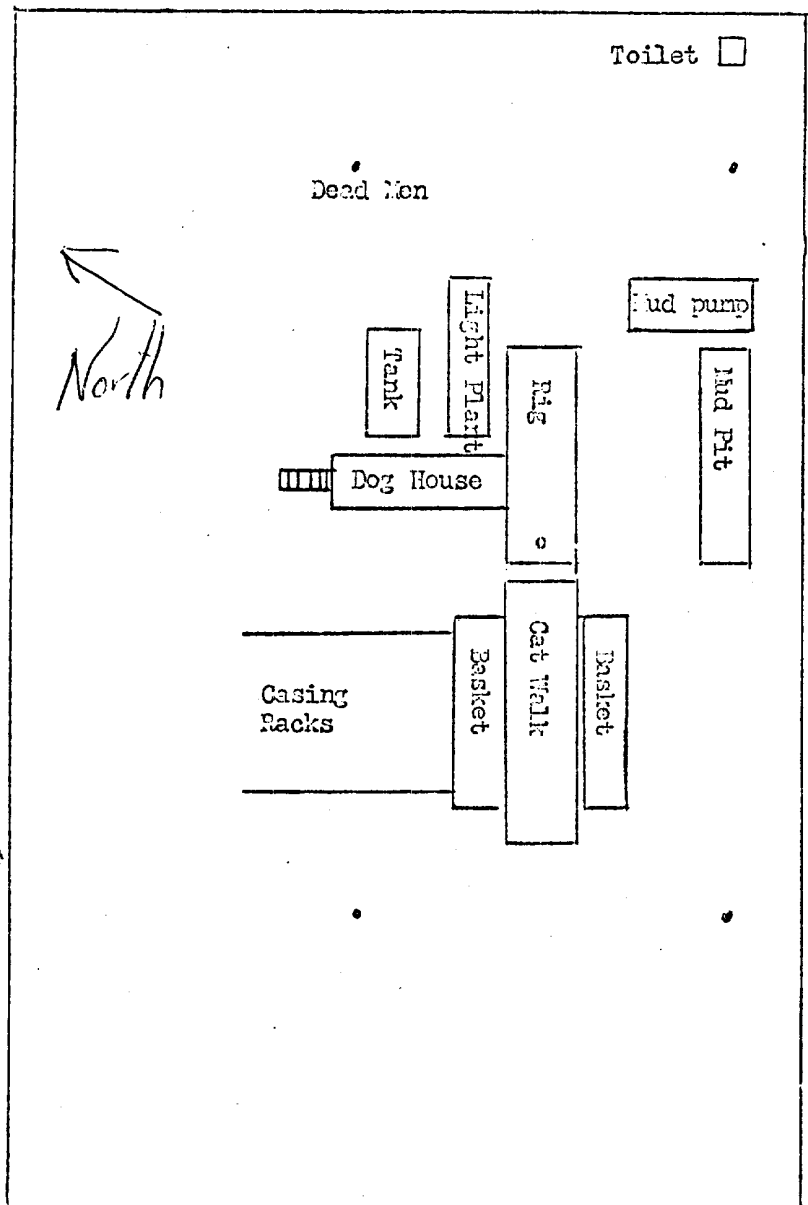 Toilet
Dead Men
North
Mud pump
Light Plant
Tank
Rig
Mud Pit
Dog House
Casing
Racks
Basket
Cat Walk
Basket